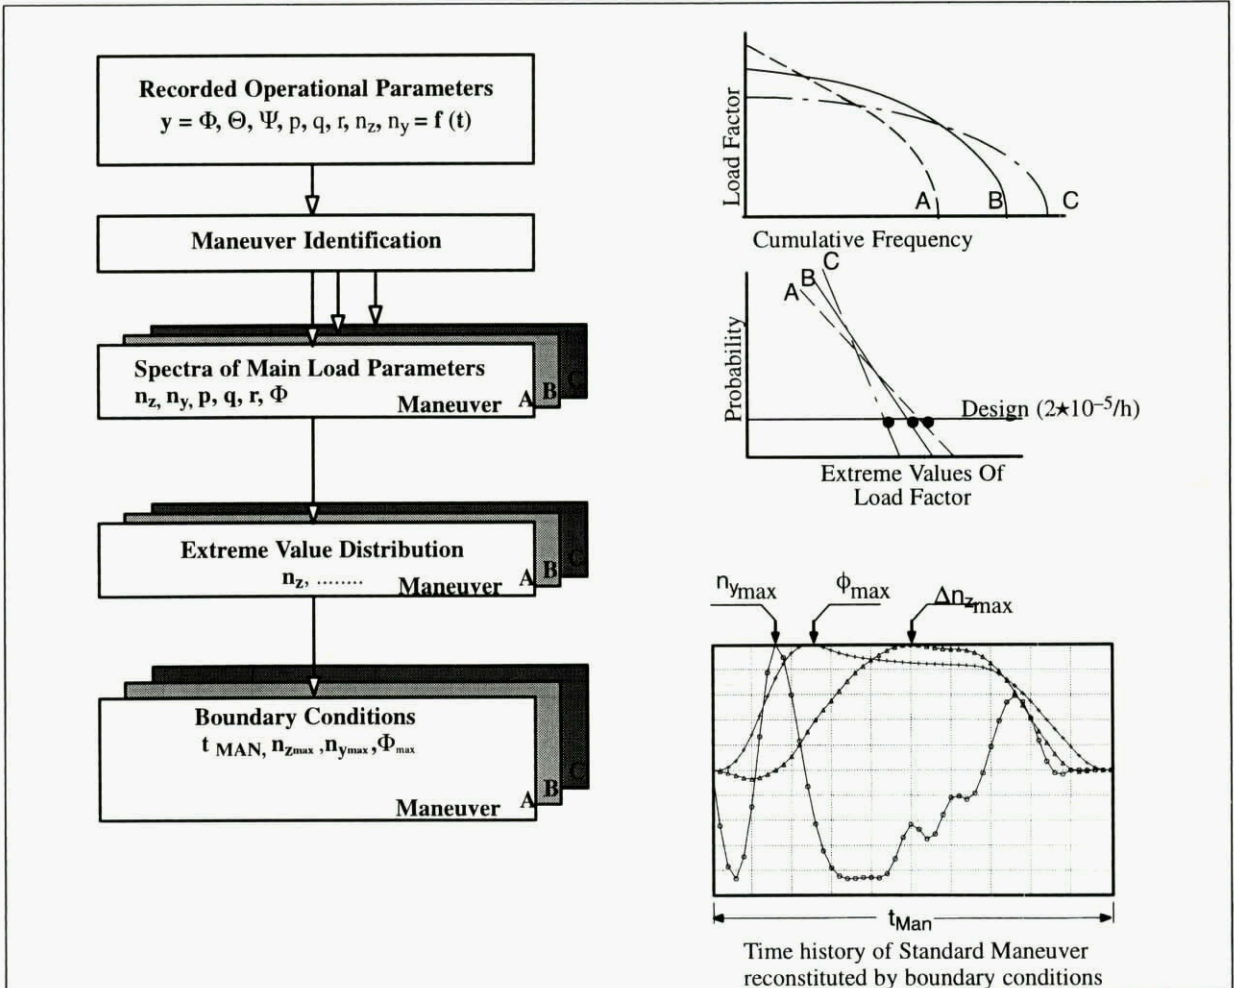 Recorded Operational Parameters
y = Φ, Θ, Ψ, p, q, r, n_z, n_y = f (t)
Maneuver Identification
Spectra of Main Load Parameters
n_z, n_y, p, q, r, Φ
Maneuver A B C
Extreme Value Distribution
n_z, ........
Maneuver A B C
Boundary Conditions
t MAN, n_zmax ,n_ymax ,Φ_max
Maneuver A B C
Load Factor
A B C
Cumulative Frequency
C
B
A
Probability
Design (2★10–5/h)
Extreme Values Of
Load Factor
n_ymax ϕ_max Δn_zmax
t_Man
Time history of Standard Maneuver
reconstituted by boundary conditions